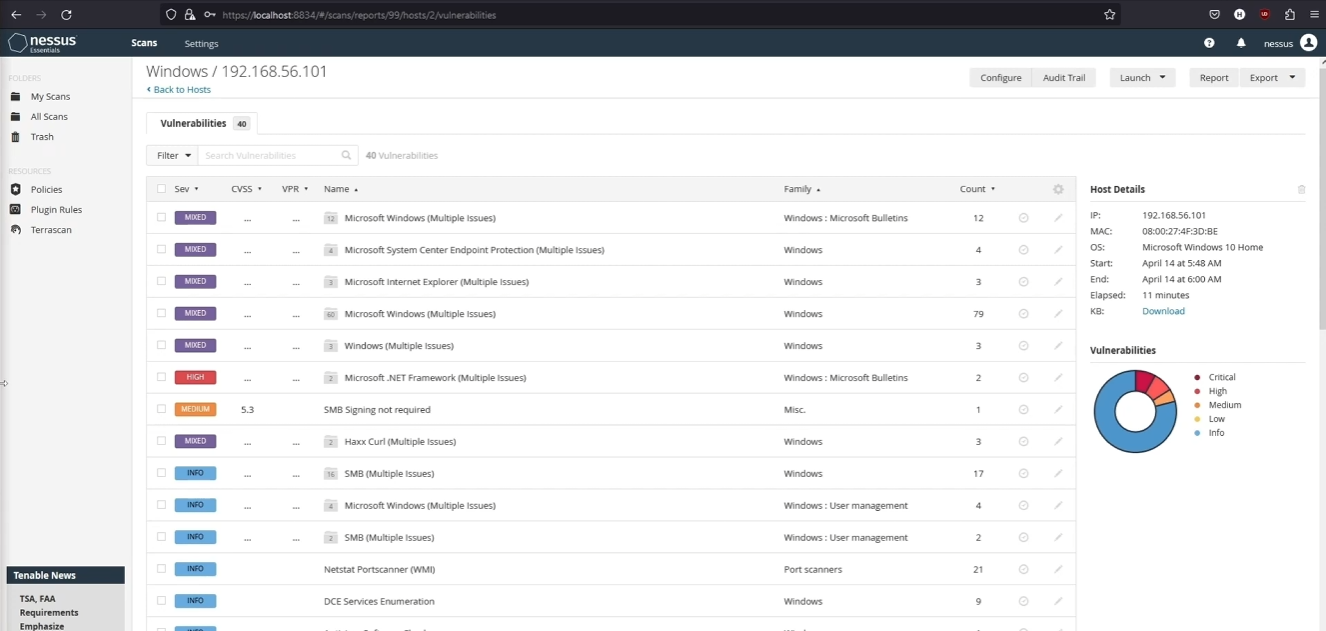 https://localhost:8834/#/scans/reports/99/hosts/2/vulnerabilities
nessus
Essentials
Scans
Settings
nessus
FOLDERS
My Scans
All Scans
Trash
RESOURCES
Policies
Plugin Rules
Terrascan
Tenable News
TSA, FAA
Requirements
Emphasize
Windows / 192.168.56.101
Back to Hosts
Configure
Audit Trail
Launch
Report
Export
Vulnerabilities 40
Filter
Search Vulnerabilities
40 Vulnerabilities
Sev CVSS VPR Name Family Count
MIXED ... ... 12 Microsoft Windows (Multiple Issues) Windows : Microsoft Bulletins 12
MIXED ... ... 4 Microsoft System Center Endpoint Protection (Multiple Issues) Windows 4
MIXED ... ... 3 Microsoft Internet Explorer (Multiple Issues) Windows 3
MIXED ... ... 60 Microsoft Windows (Multiple Issues) Windows 79
MIXED ... ... 3 Windows (Multiple Issues) Windows 3
HIGH ... ... 2 Microsoft .NET Framework (Multiple Issues) Windows : Microsoft Bulletins 2
MEDIUM 5.3 SMB Signing not required Misc. 1
MIXED ... ... 2 Haxx Curl (Multiple Issues) Windows 3
INFO ... ... 16 SMB (Multiple Issues) Windows 17
INFO ... ... 4 Microsoft Windows (Multiple Issues) Windows : User management 4
INFO ... ... 2 SMB (Multiple Issues) Windows : User management 2
INFO Netstat Portscanner (WMI) Port scanners 21
INFO DCE Services Enumeration Windows 9
Host Details
IP: 192.168.56.101
MAC: 08:00:27:4F:3D:BE
OS: Microsoft Windows 10 Home
Start: April 14 at 5:48 AM
End: April 14 at 6:00 AM
Elapsed: 11 minutes
KB: Download
Vulnerabilities
Critical
High
Medium
Low
Info